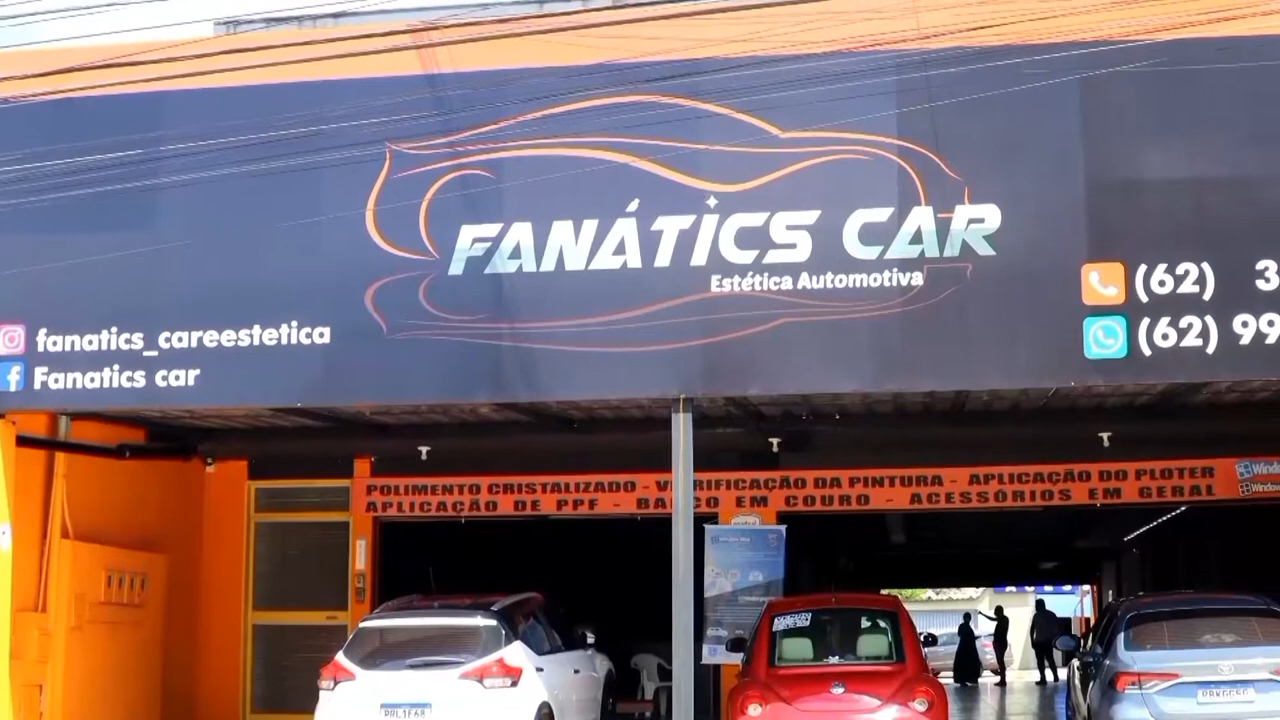 FANÁTICS CAR
Estética Automotiva
fanatics_careestetica
Fanatics car
(62) 3
(62) 99
POLIMENTO CRISTALIZADO - VERIFICAÇÃO DA PINTURA - APLICAÇÃO DO PLOTER
APLICAÇÃO DE PPF - BANCO EM COURO - ACESSÓRIOS EM GERAL